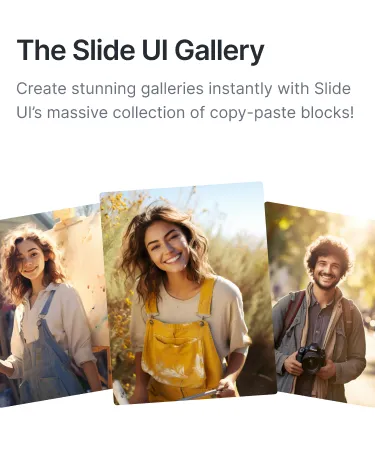 The Slide UI Gallery
Create stunning galleries instantly with Slide
UI’s massive collection of copy-paste blocks!